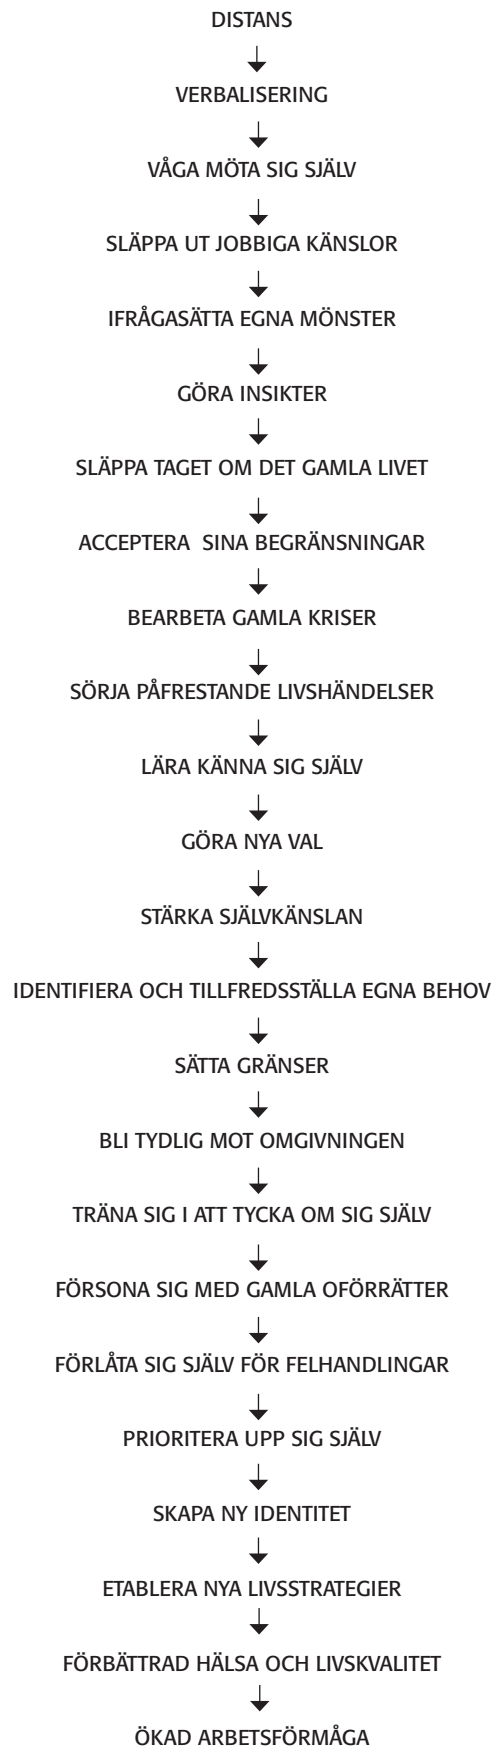 DISTANS
VERBALISERING
VÅGA MÖTA SIG SJÄLV
SLÄPPA UT JOBBIGA KÄNSLOR
IFRÅGASÄTTA EGNA MÖNSTER
GÖRA INSIKTER
SLÄPPA TAGET OM DET GAMLA LIVET
ACCEPTERA SINA BEGRÄNSNINGAR
BEARBETA GAMLA KRISER
SÖRJA PÅFRESTANDE LIVSHÄNDELSER
LÄRA KÄNNA SIG SJÄLV
GÖRA NYA VAL
STÄRKA SJÄLVKÄNSLAN
IDENTIFIERA OCH TILLFREDSSTÄLLA EGNA BEHOV
SÄTTA GRÄNSER
BLI TYDLIG MOT OMGIVNINGEN
TRÄNA SIG I ATT TYCKA OM SIG SJÄLV
FÖRSONA SIG MED GAMLA OFÖRRÄTTER
FÖRLÅTA SIG SJÄLV FÖR FELHANDLINGAR
PRIORITERA UPP SIG SJÄLV
SKAPA NY IDENTITET
ETABLERA NYA LIVSSTRATEGIER
FÖRBÄTTRAD HÄLSA OCH LIVSKVALITET
ÖKAD ARBETSFÖRMÅGA